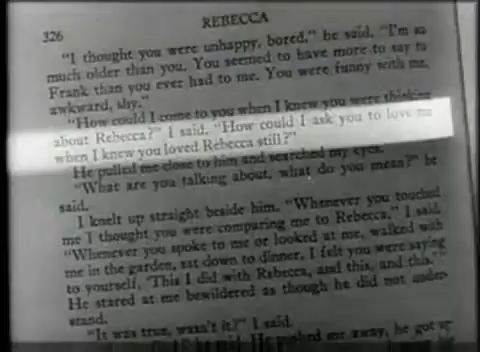 326
REBECCA
"I thought you were unhappy, bored," he said. "I'm so
much older than you. You seemed to have more to say to
Frank than you ever had to me. You were funny with me,
awkward, shy."
"How could I come to you when I knew you were thinking
about Rebecca?" I said. "How could I ask you to love me
when I knew you loved Rebecca still?"
He pulled me close to him and searched my eyes.
"What are you talking about, what do you mean?" he
said.
I knelt up straight beside him. "Whenever you touched
me I thought you were comparing me to Rebecca," I said.
"Whenever you spoke to me or looked at me, walked with
me in the garden, sat down to dinner, I felt you were saying
to yourself, 'This I did with Rebecca, and this, and this.'"
He stared at me bewildered as though he did not under-
stand.
"It was true, wasn't it?" I said.
me away, he got up